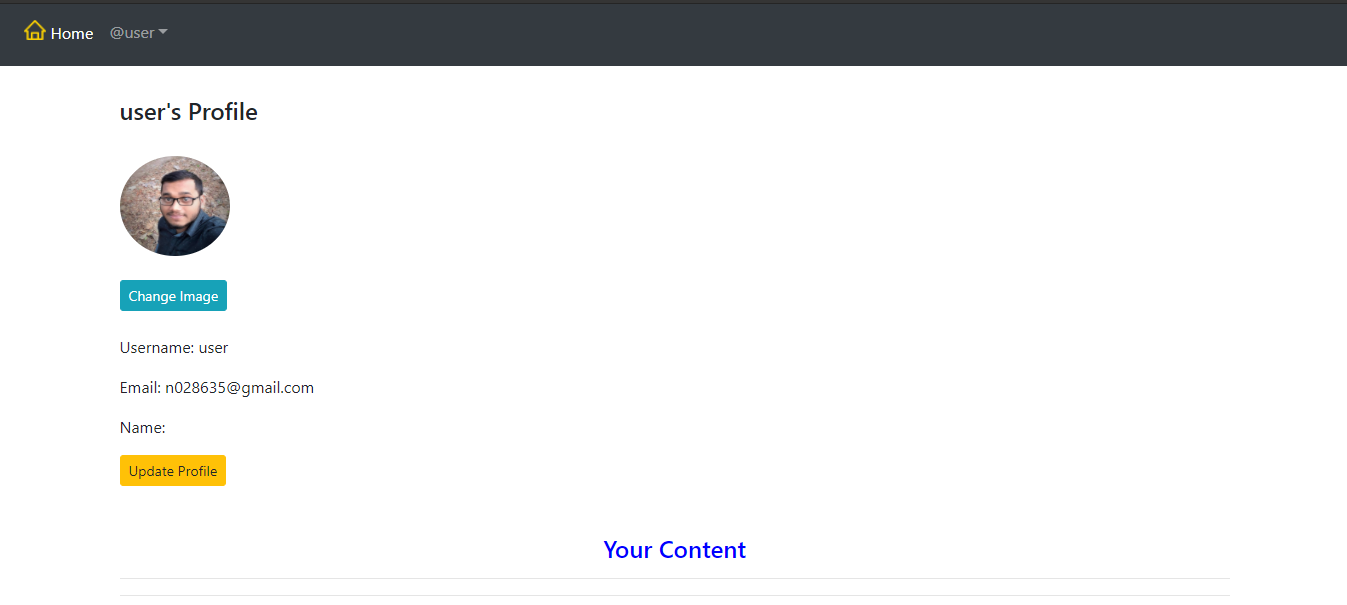 Home @user
user's Profile
Change Image
Username: user
Email: n028635@gmail.com
Name:
Update Profile
Your Content